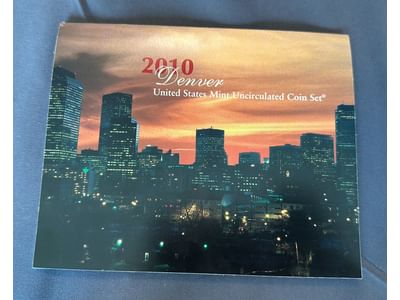 2010
Denver
United States Mint Uncirculated Coin Set®